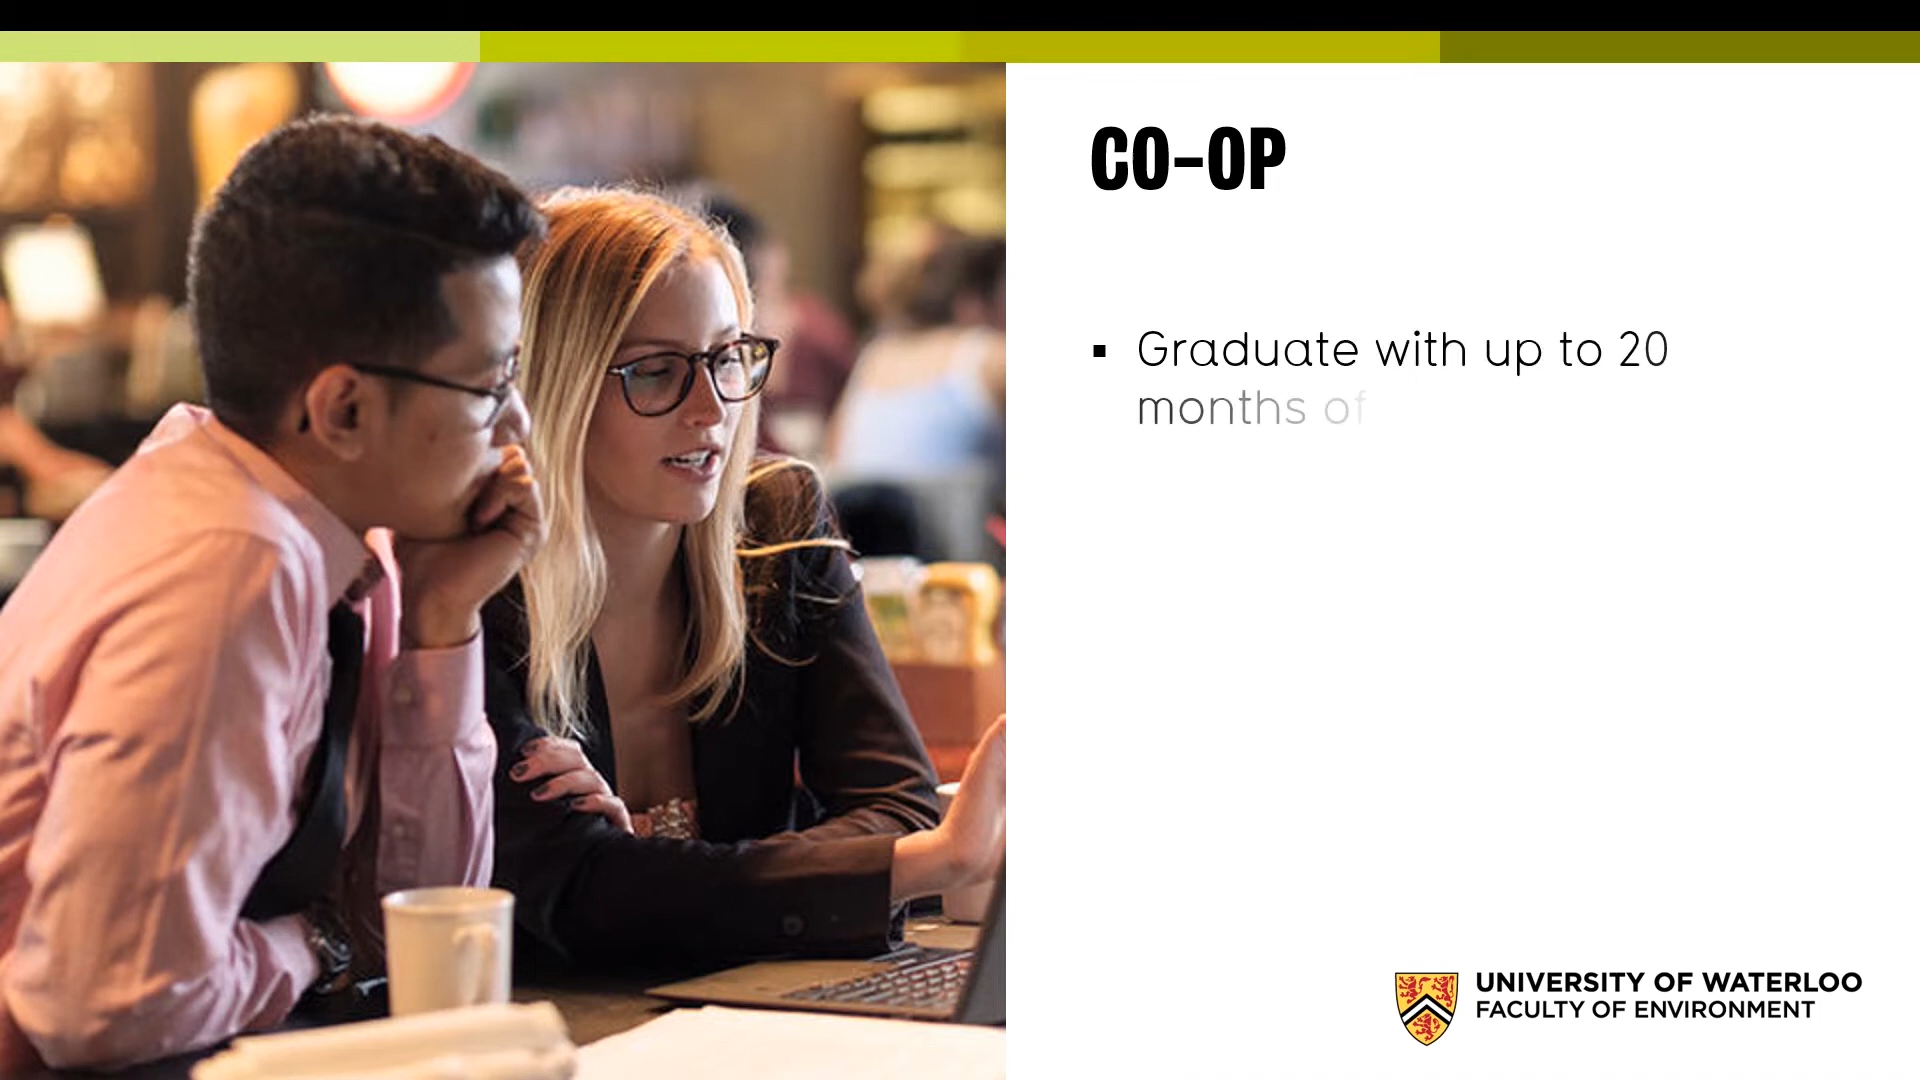 CO-OP
▪ Graduate with up to 20
months of
UNIVERSITY OF WATERLOO
FACULTY OF ENVIRONMENT